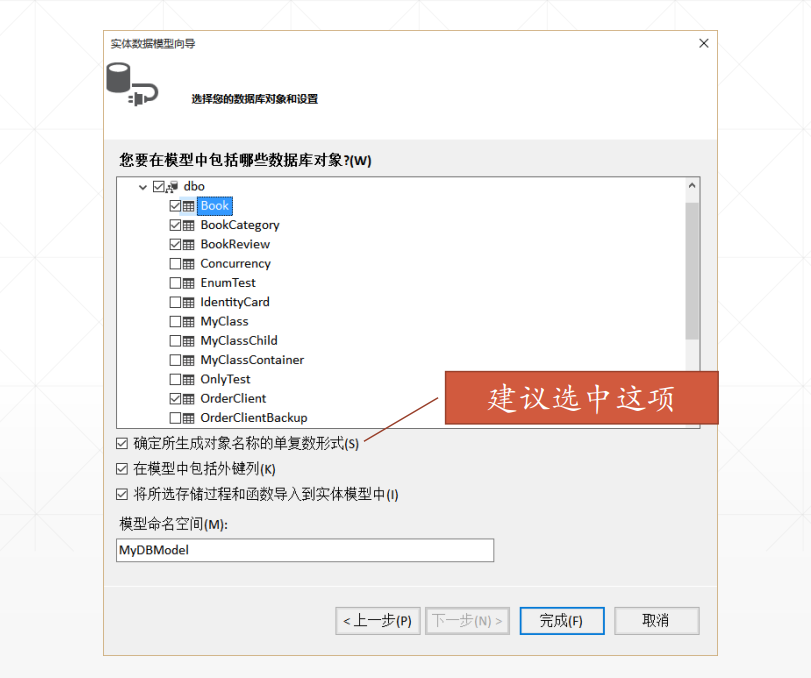 实体数据模型向导
选择您的数据库对象和设置
您要在模型中包括哪些数据库对象?(W)
dbo
Book
BookCategory
BookReview
Concurrency
EnumTest
IdentityCard
MyClass
MyClassChild
MyClassContainer
OnlyTest
OrderClient
OrderClientBackup
建议选中这项
确定所生成对象名称的单复数形式(S)
在模型中包括外键列(K)
将所选存储过程和函数导入到实体模型中(I)
模型命名空间(M):
MyDBModel
< 上一步(P) 下一步(N) > 完成(F) 取消